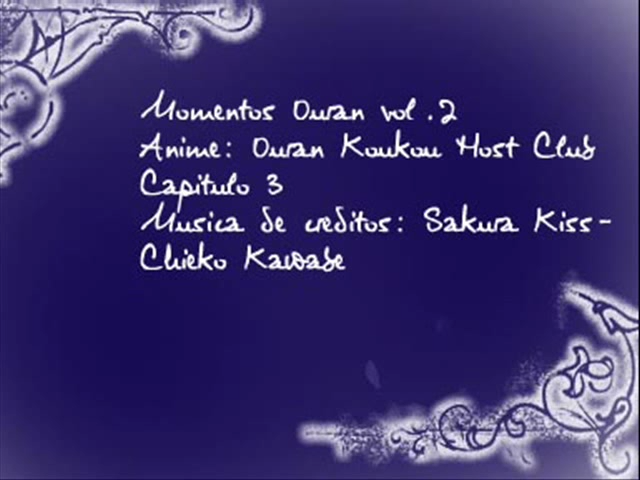 Momentos Ouran vol .2
Anime: Ouran Koukou Host Club
Capitulo 3
Musica de creditos: Sakura Kiss-
Chieko Kawabe